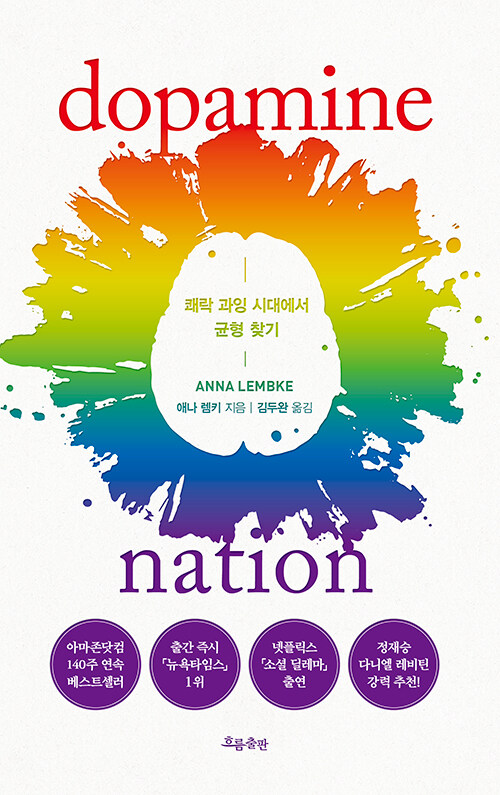 dopamine
쾌락 과잉 시대에서
균형 찾기
ANNA LEMBKE
애나 렘키 지음 | 김두완 옮김
nation
아마존닷컴
140주 연속
베스트셀러
출간 즉시
「뉴욕타임스」
1위
넷플릭스
「소셜 딜레마」
출연
정재승
다니엘 레비틴
강력 추천!
흐름출판